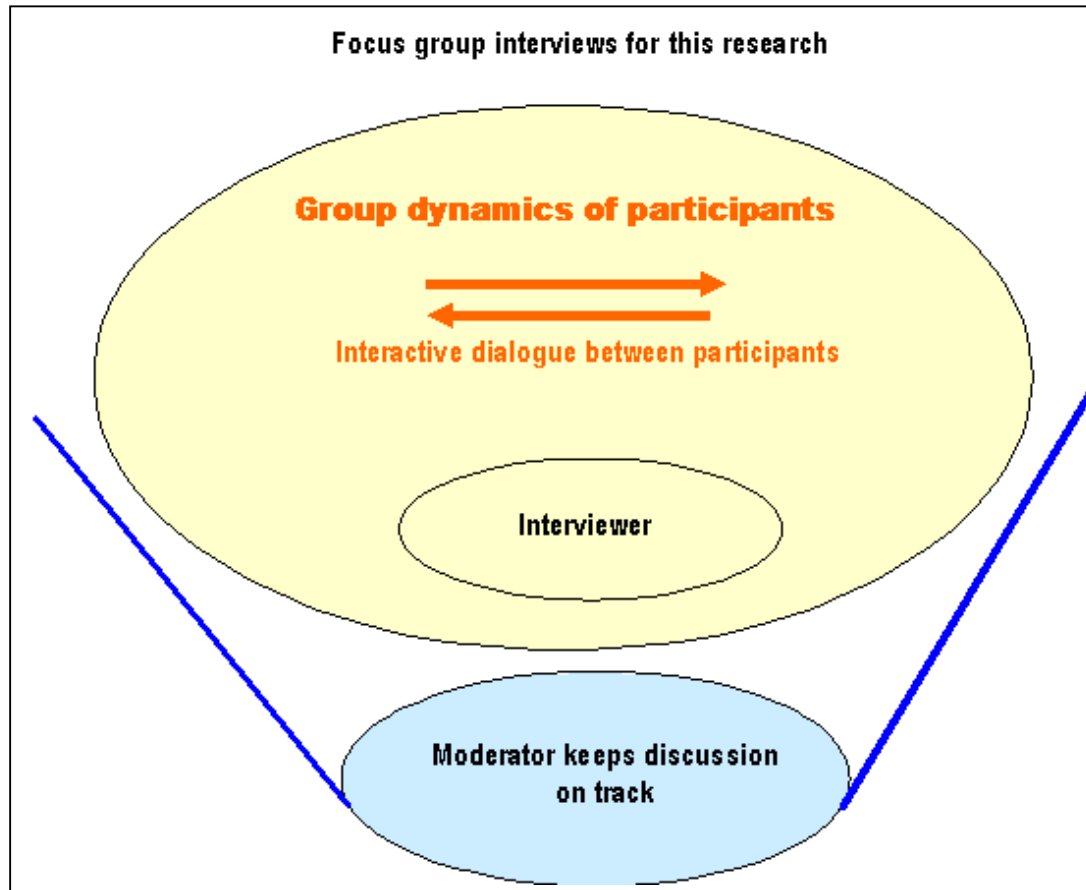 Focus group interviews for this research
Group dynamics of participants
Interactive dialogue between participants
Interviewer
Moderator keeps discussion
on track